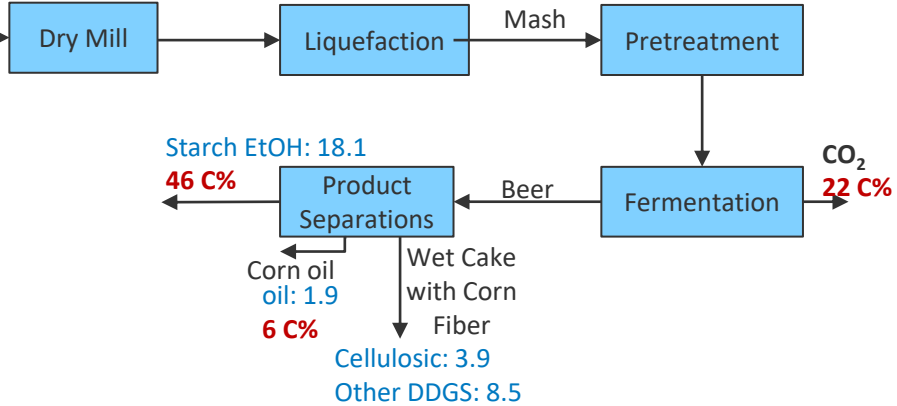 Mash
Dry Mill
Liquefaction
Pretreatment
Starch EtOH: 18.1
46 C%
CO₂
22 C%
Product
Separations
Beer
Fermentation
Corn oil
oil: 1.9
6 C%
Wet Cake
with Corn
Fiber
Cellulosic: 3.9
Other DDGS: 8.5